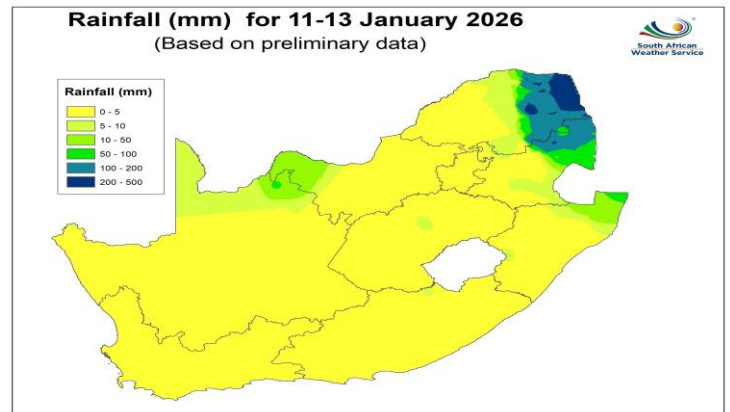 Rainfall (mm) for 11-13 January 2026
(Based on preliminary data)
South African
Weather Service
Rainfall (mm)
0 - 5
5 - 10
10 - 50
50 - 100
100 - 200
200 - 500